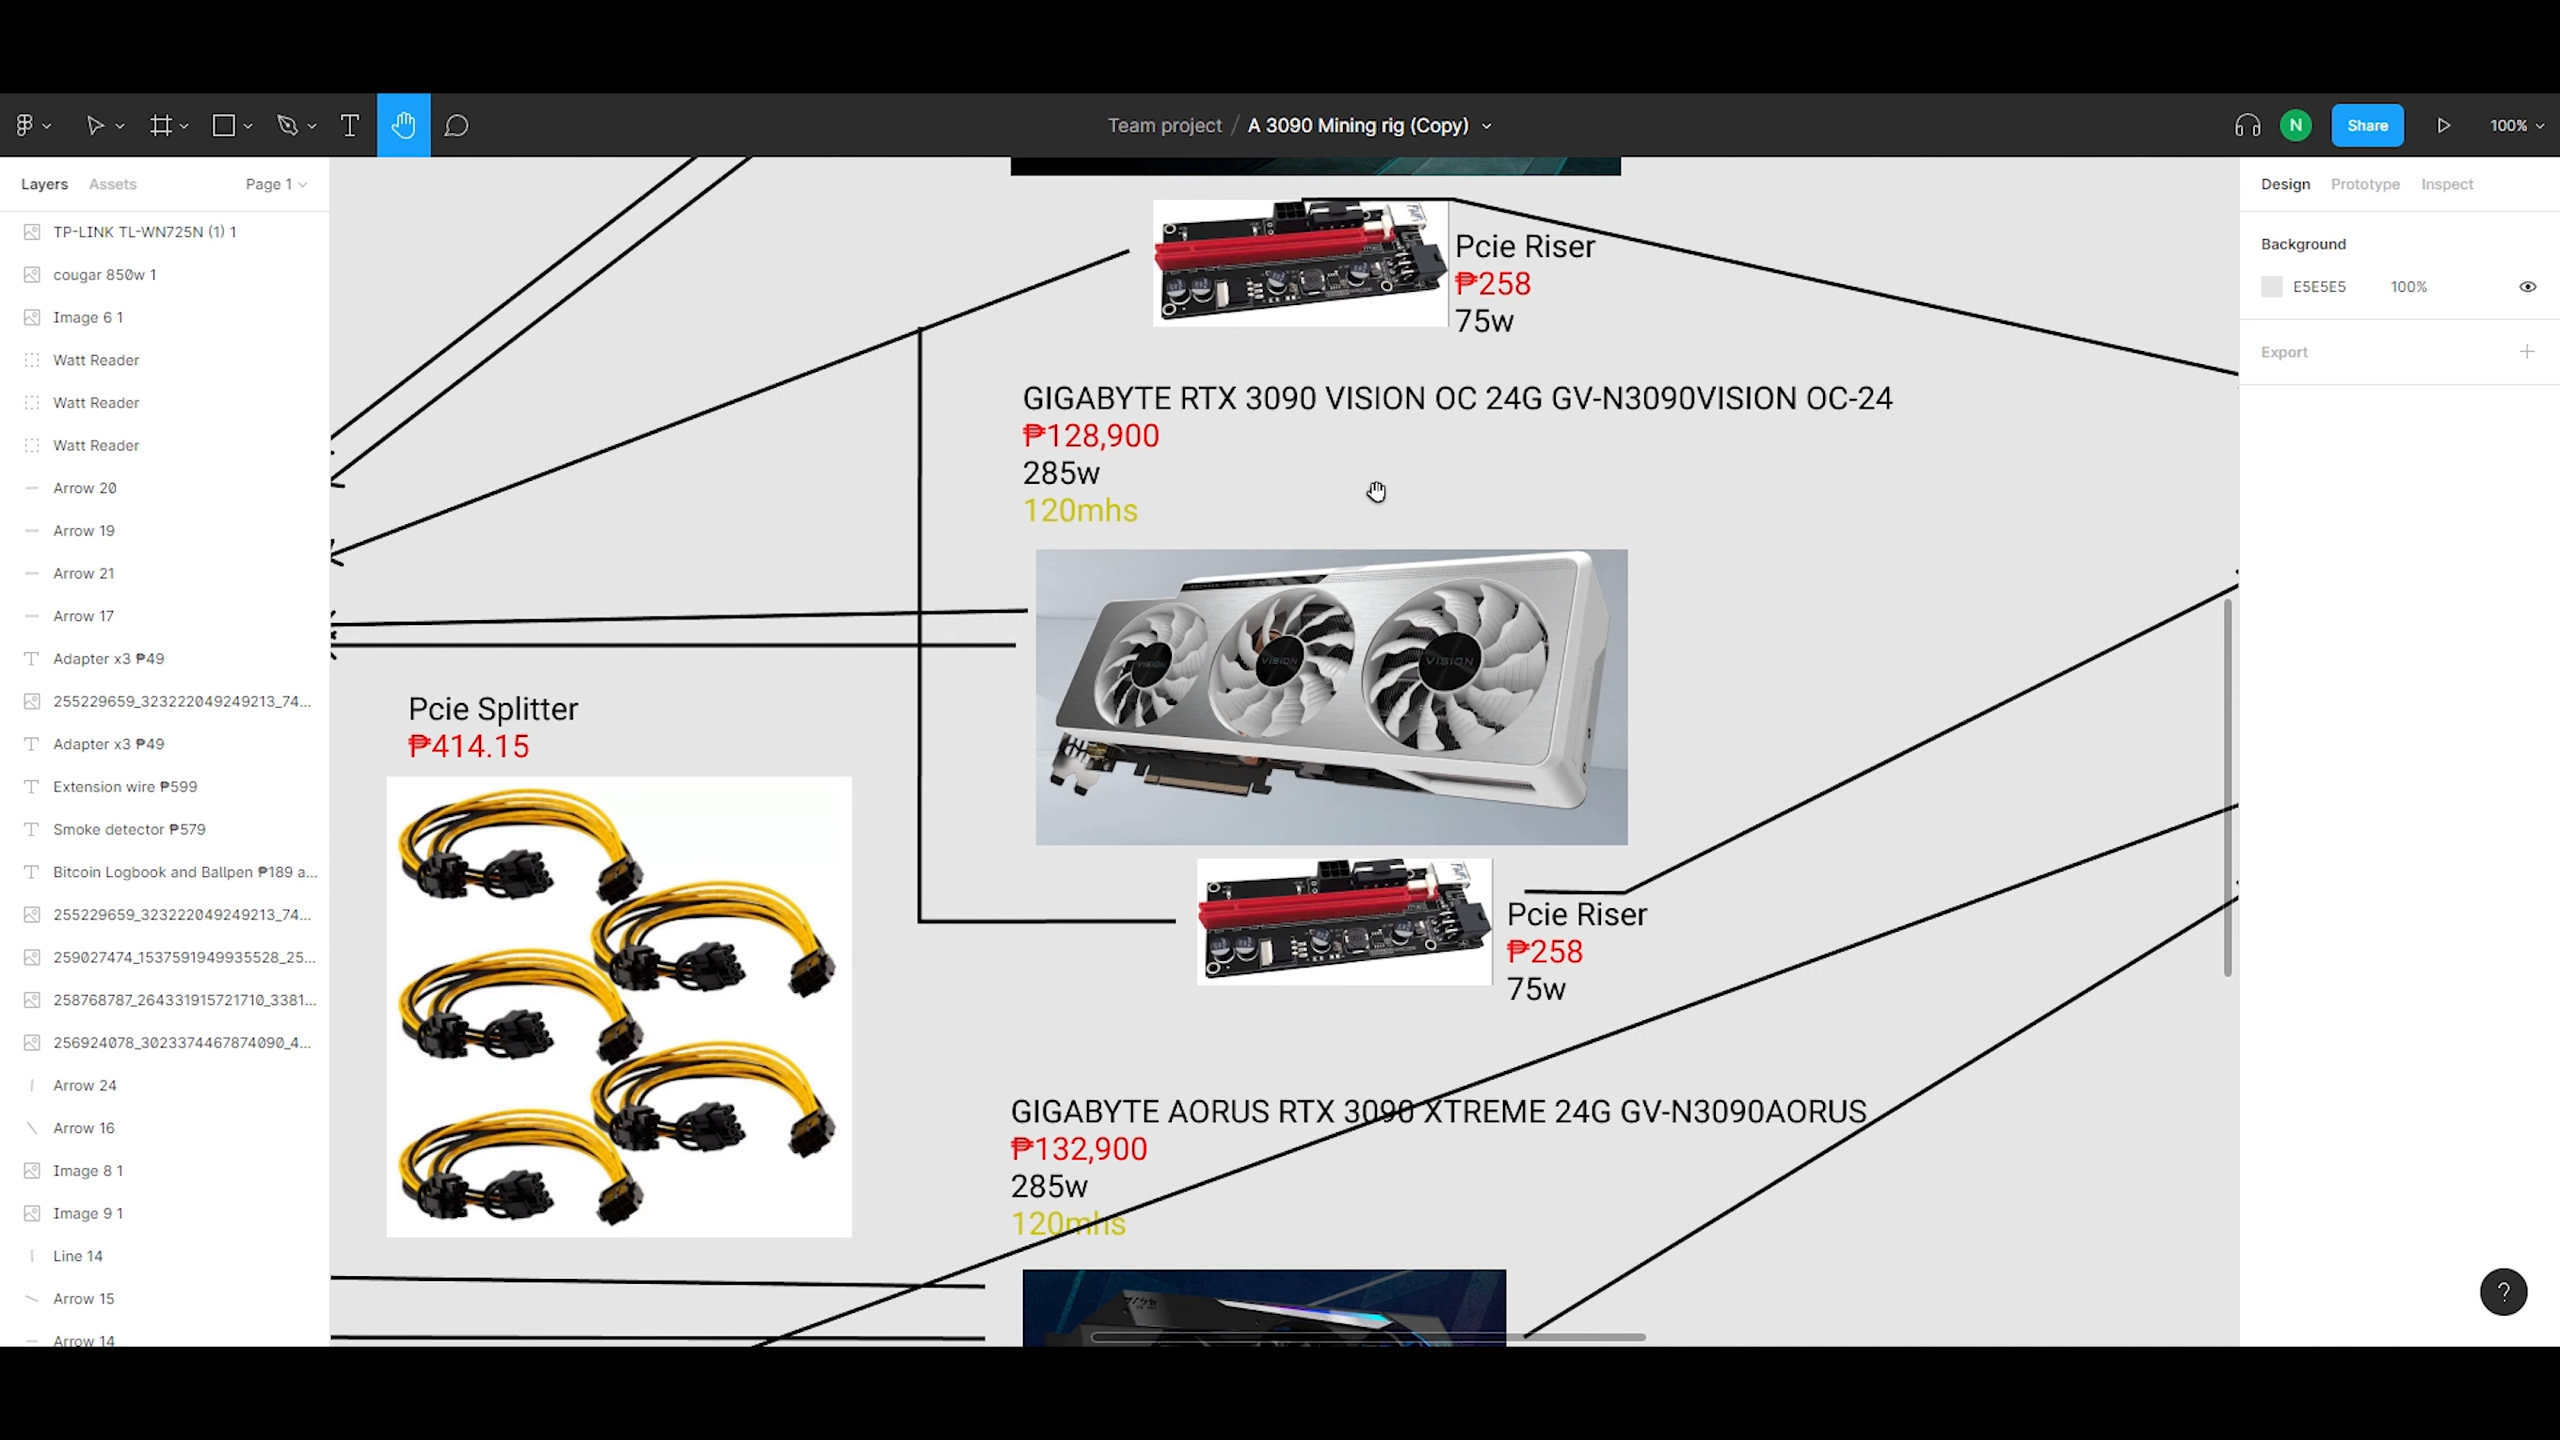 Team project / A 3090 Mining rig (Copy)
N
Share
100%
Layers
Assets
Page 1
TP-LINK TL-WN725N (1) 1
cougar 850w 1
Image 6 1
Watt Reader
Watt Reader
Watt Reader
Arrow 20
Arrow 19
Arrow 21
Arrow 17
Adapter x3 ₱49
255229659_323222049249213_74...
Adapter x3 ₱49
Extension wire ₱599
Smoke detector ₱579
Bitcoin Logbook and Ballpen ₱189 a...
255229659_323222049249213_74...
259027474_1537591949935528_25...
258768787_264331915721710_3381...
256924078_3023374467874090_4...
Arrow 24
Arrow 16
Image 8 1
Image 9 1
Line 14
Arrow 15
Arrow 14
Pcie Riser
₱258
75w
GIGABYTE RTX 3090 VISION OC 24G GV-N3090VISION OC-24
₱128,900
285w
120mhs
VISION
VISION
VISION
Pcie Splitter
₱414.15
Pcie Riser
₱258
75w
GIGABYTE AORUS RTX 3090 XTREME 24G GV-N3090AORUS
₱132,900
285w
120mhs
Design
Prototype
Inspect
Background
E5E5E5
100%
Export
?